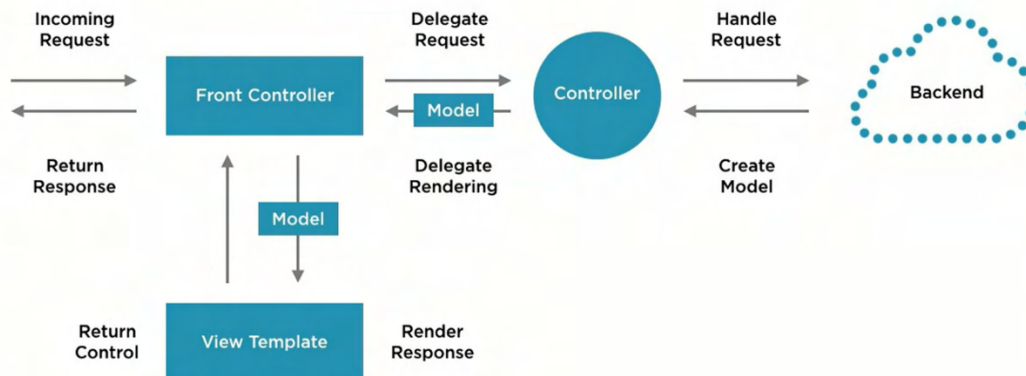 Incoming
Request
Delegate
Request
Handle
Request
Front Controller
Controller
Backend
Model
Return
Response
Delegate
Rendering
Create
Model
Model
Return
Control
View Template
Render
Response